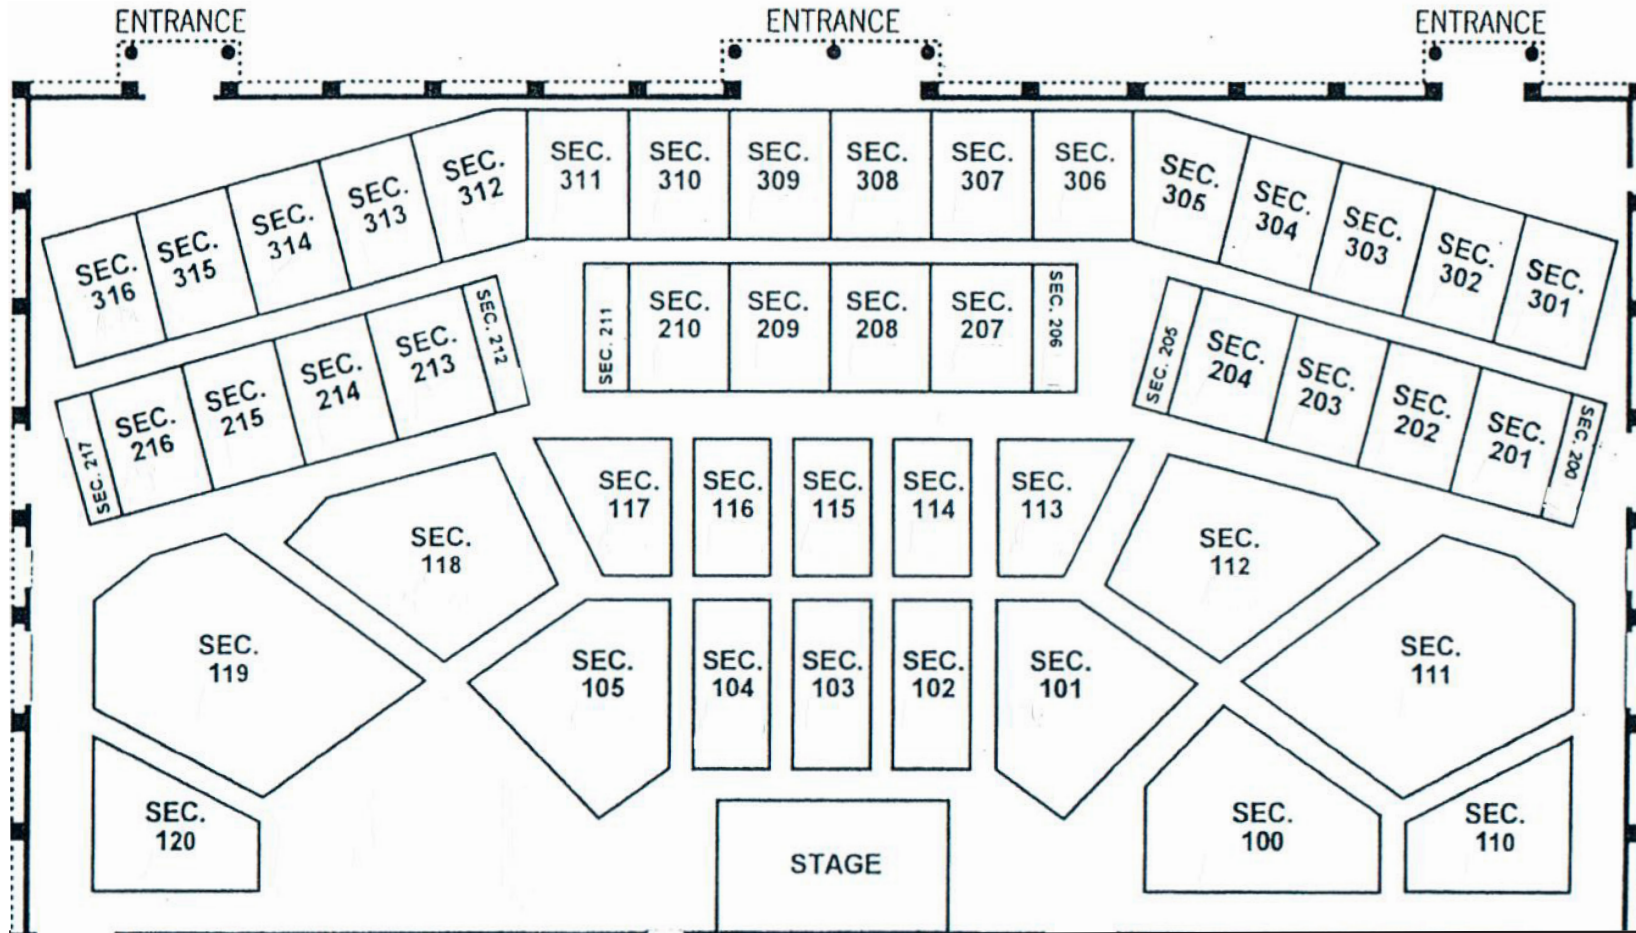 ENTRANCE
ENTRANCE
ENTRANCE
SEC.
316
SEC.
315
SEC.
314
SEC.
313
SEC.
312
SEC.
311
SEC.
310
SEC.
309
SEC.
308
SEC.
307
SEC.
306
SEC.
305
SEC.
304
SEC.
303
SEC.
302
SEC.
301
SEC. 217
SEC.
216
SEC.
215
SEC.
214
SEC.
213
SEC. 212
SEC. 211
SEC.
210
SEC.
209
SEC.
208
SEC.
207
SEC. 206
SEC. 205
SEC.
204
SEC.
203
SEC.
202
SEC.
201
SEC. 200
SEC.
119
SEC.
118
SEC.
117
SEC.
116
SEC.
115
SEC.
114
SEC.
113
SEC.
112
SEC.
111
SEC.
120
SEC.
105
SEC.
104
SEC.
103
SEC.
102
SEC.
101
SEC.
100
SEC.
110
STAGE